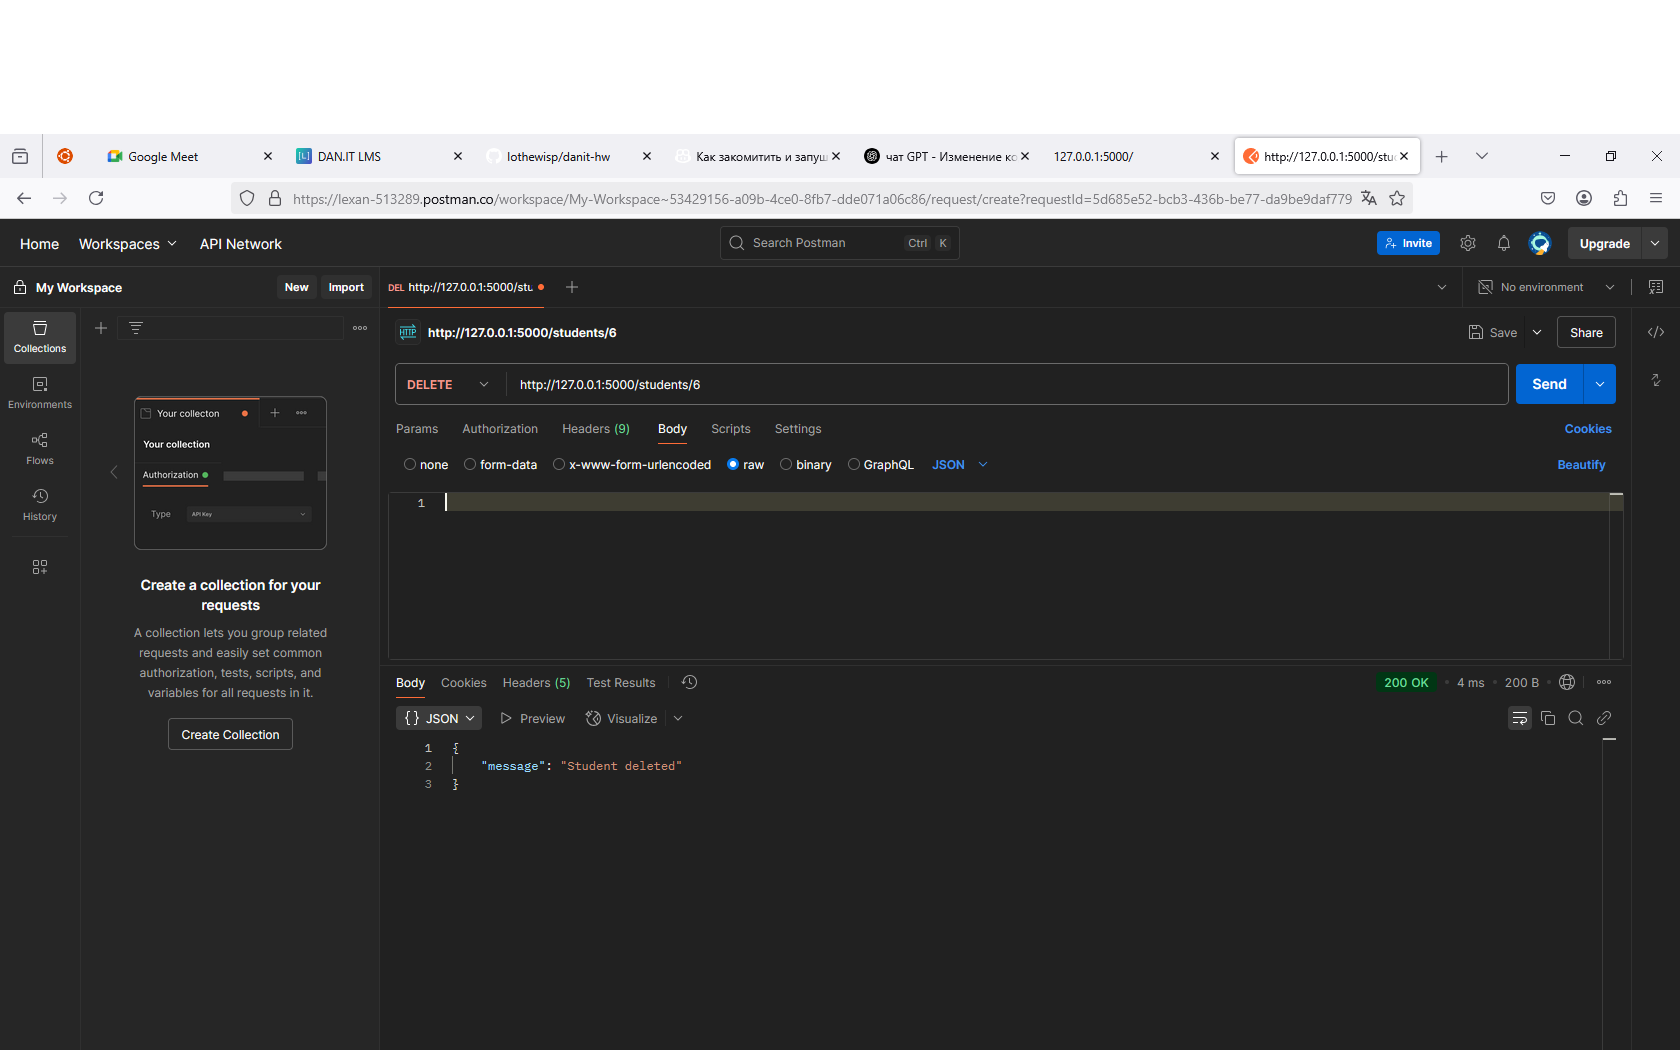 Google Meet
DAN.IT LMS
lothewisp/danit-hw
Как закомитить и запуш
чат GPT - Изменение ко
127.0.0.1:5000/
http://127.0.0.1:5000/stu
https://lexan-513289.postman.co/workspace/My-Workspace~53429156-a09b-4ce0-8fb7-dde071a06c86/request/create?requestId=5d685e52-bcb3-436b-be77-da9be9daf779
Home Workspaces API Network
Search Postman Ctrl K
Invite
Upgrade
My Workspace
New Import
DEL http://127.0.0.1:5000/stu
No environment
Collections
Environments
Flows
History
Your collecton
Your collection
Authorization
Type API Key
Create a collection for your
requests
A collection lets you group related
requests and easily set common
authorization, tests, scripts, and
variables for all requests in it.
Create Collection
HTTP http://127.0.0.1:5000/students/6
Save Share
DELETE http://127.0.0.1:5000/students/6
Send
Params Authorization Headers (9) Body Scripts Settings Cookies
none form-data x-www-form-urlencoded raw binary GraphQL JSON Beautify
1
Body Cookies Headers (5) Test Results
200 OK • 4 ms • 200 B
{} JSON Preview Visualize
1 {
2 "message": "Student deleted"
3 }